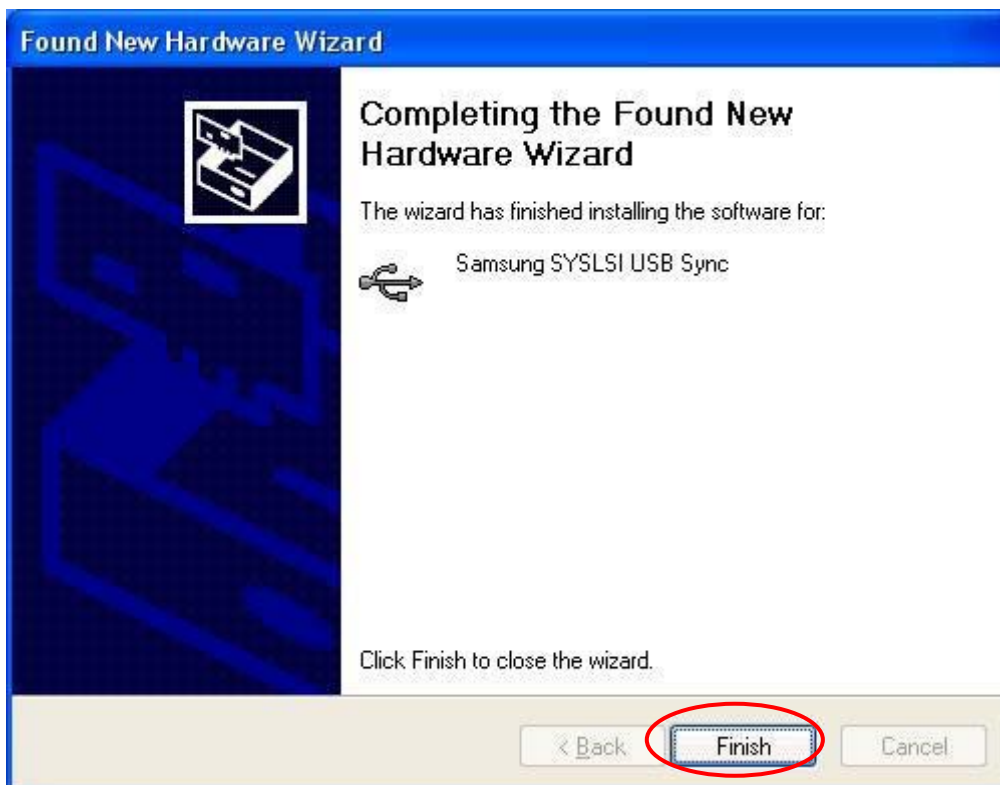 Found New Hardware Wizard
Completing the Found New
Hardware Wizard
The wizard has finished installing the software for:
Samsung SYSLSI USB Sync
Click Finish to close the wizard.
< Back
Finish
Cancel